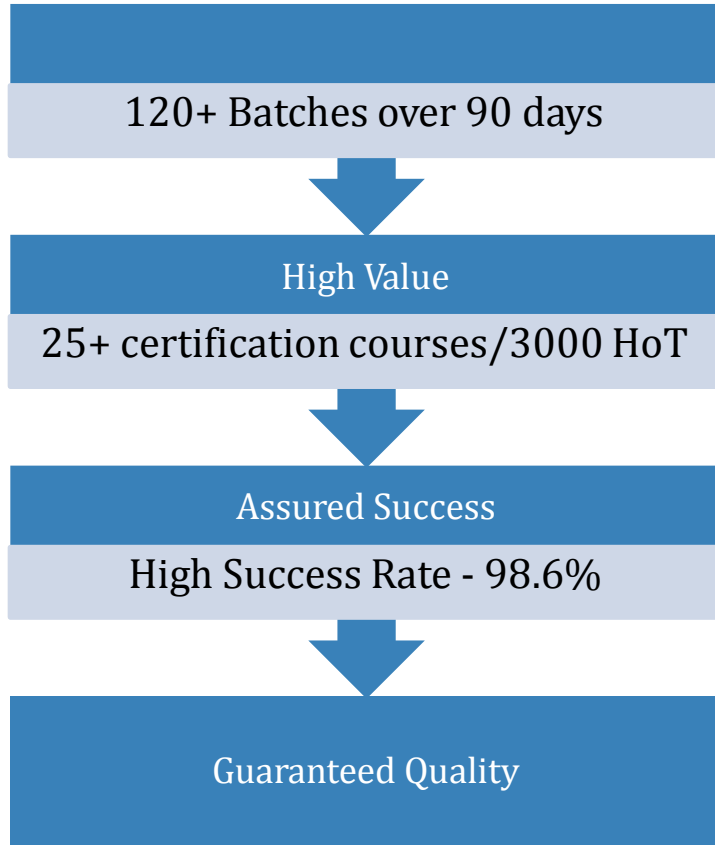 120+ Batches over 90 days
High Value
25+ certification courses/3000 HoT
Assured Success
High Success Rate - 98.6%
Guaranteed Quality